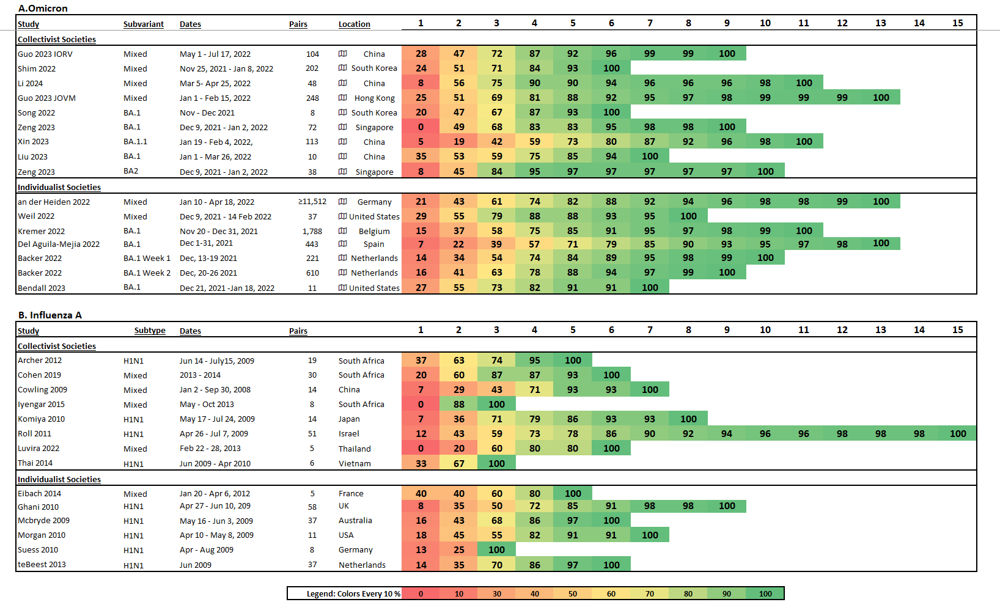 A.Omicron
Study Subvariant Dates Pairs Location 1 2 3 4 5 6 7 8 9 10 11 12 13 14 15
Collectivist Societies
Guo 2023 IORV Mixed May 1 - Jul 17, 2022 104 China 28 47 72 87 92 96 99 99 100
Shim 2022 Mixed Nov 25, 2021 - Jan 8, 2022 202 South Korea 24 51 71 84 93 100
Li 2024 Mixed Mar 5- Apr 25, 2022 48 China 8 56 75 90 90 94 96 96 96 98 100
Guo 2023 JOVM Mixed Jan 1 - Feb 15, 2022 248 Hong Kong 25 51 69 81 88 92 95 97 98 99 99 99 100
Song 2022 BA.1 Nov - Dec 2021 8 South Korea 20 47 67 87 93 100
Zeng 2023 BA.1 Dec 9, 2021 - Jan 2, 2022 72 Singapore 0 49 68 83 83 95 98 98 100
Xin 2023 BA.1.1 Jan 19 - Feb 4, 2022, 113 China 5 19 42 59 73 80 87 92 96 98 100
Liu 2023 BA.1 Jan 1 - Mar 26, 2022 10 China 35 53 59 75 85 94 100
Zeng 2023 BA2 Dec 9, 2021 - Jan 2, 2022 38 Singapore 8 45 84 95 97 97 97 97 97 100
Individualist Societies
an der Heiden 2022 Mixed Jan 10 - Apr 18, 2022 ≥11,512 Germany 21 43 61 74 82 88 92 94 96 98 98 99 100
Weil 2022 Mixed Dec 9, 2021 - 14 Feb 2022 37 United States 29 55 79 88 88 93 95 100
Kremer 2022 BA.1 Nov 20 - Dec 31, 2021 1,788 Belgium 15 37 58 75 85 91 95 97 98 99 100
Del Aguila-Mejia 2022 BA.1 Dec 1-31, 2021 443 Spain 7 22 39 57 71 79 85 90 93 95 97 98 100
Backer 2022 BA.1 Week 1 Dec, 13-19 2021 221 Netherlands 14 34 54 74 84 89 95 98 99 100
Backer 2022 BA.1 Week 2 Dec, 20-26 2021 610 Netherlands 16 41 63 78 88 94 97 99 100
Bendall 2023 BA.1 Dec 21, 2021 -Jan 18, 2022 11 United States 27 55 73 82 91 91 100
B. Influenza A
Study Subtype Dates Pairs 1 2 3 4 5 6 7 8 9 10 11 12 13 14 15
Collectivist Societies
Archer 2012 H1N1 Jun 14 - July15, 2009 19 South Africa 37 63 74 95 100
Cohen 2019 Mixed 2013 - 2014 30 South Africa 20 60 87 87 93 100
Cowling 2009 Mixed Jan 2 - Sep 30, 2008 14 China 7 29 43 71 93 93 100
Iyengar 2015 Mixed May - Oct 2013 8 South Africa 0 88 100
Komiya 2010 H1N1 May 17 - Jul 24, 2009 14 Japan 7 36 71 79 86 93 93 100
Roll 2011 H1N1 Apr 26 - Jul 7, 2009 51 Israel 12 43 59 73 78 86 90 92 94 96 96 98 98 98 100
Luvira 2022 Mixed Feb 22 - 28, 2013 5 Thailand 0 20 60 80 80 100
Thai 2014 H1N1 Jun 2009 - Apr 2010 6 Vietnam 33 67 100
Individualist Societies
Eibach 2014 Mixed Jan 20 - Apr 6, 2012 5 France 40 40 60 80 100
Ghani 2010 H1N1 Apr 27 - Jun 10, 209 58 UK 8 35 50 72 85 91 98 98 100
Mcbryde 2009 H1N1 May 16 - Jun 3, 2009 37 Australia 16 43 68 86 97 100
Morgan 2010 H1N1 Apr 10 - May 8, 2009 11 USA 18 45 55 82 91 91 100
Suess 2010 H1N1 Apr - Aug 2009 8 Germany 13 25 100
teBeest 2013 H1N1 Jun 2009 37 Netherlands 14 35 70 86 97 100
Legend: Colors Every 10 % 0 10 30 40 50 60 70 80 90 100